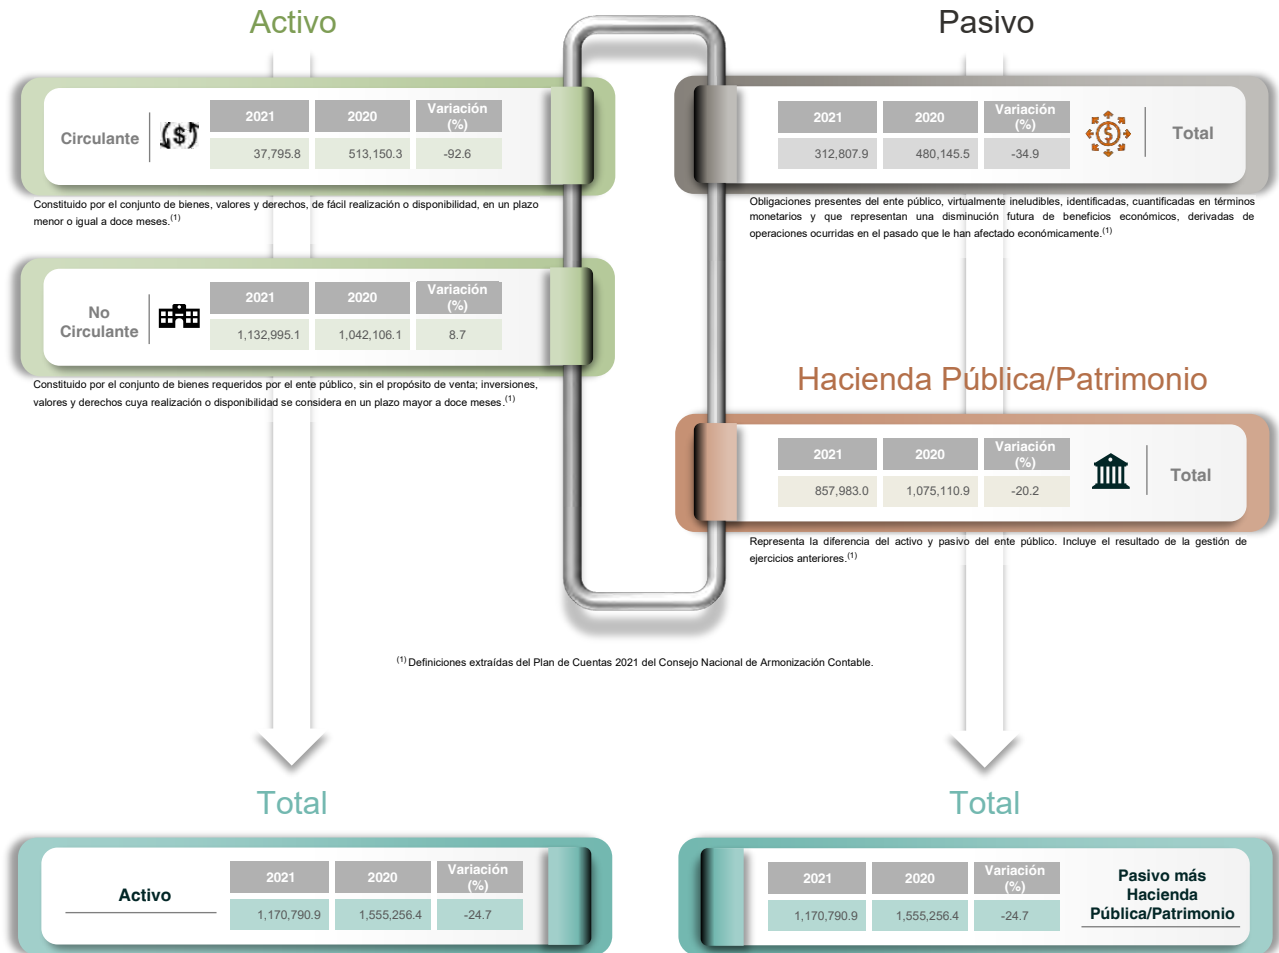 Activo
Circulante
2021 2020 Variación (%)
37,795.8 513,150.3 -92.6
Constituido por el conjunto de bienes, valores y derechos, de fácil realización o disponibilidad, en un plazo
menor o igual a doce meses.(1)
No
Circulante
2021 2020 Variación (%)
1,132,995.1 1,042,106.1 8.7
Constituido por el conjunto de bienes requeridos por el ente público, sin el propósito de venta; inversiones,
valores y derechos cuya realización o disponibilidad se considera en un plazo mayor a doce meses.(1)
Pasivo
2021 2020 Variación (%)
312,807.9 480,145.5 -34.9
Total
Obligaciones presentes del ente público, virtualmente ineludibles, identificadas, cuantificadas en términos
monetarios y que representan una disminución futura de beneficios económicos, derivadas de
operaciones ocurridas en el pasado que le han afectado económicamente.(1)
Hacienda Pública/Patrimonio
2021 2020 Variación (%)
857,983.0 1,075,110.9 -20.2
Total
Representa la diferencia del activo y pasivo del ente público. Incluye el resultado de la gestión de
ejercicios anteriores.(1)
(1) Definiciones extraídas del Plan de Cuentas 2021 del Consejo Nacional de Armonización Contable.
Total
Activo
2021 2020 Variación (%)
1,170,790.9 1,555,256.4 -24.7
Total
2021 2020 Variación (%)
1,170,790.9 1,555,256.4 -24.7
Pasivo más
Hacienda
Pública/Patrimonio